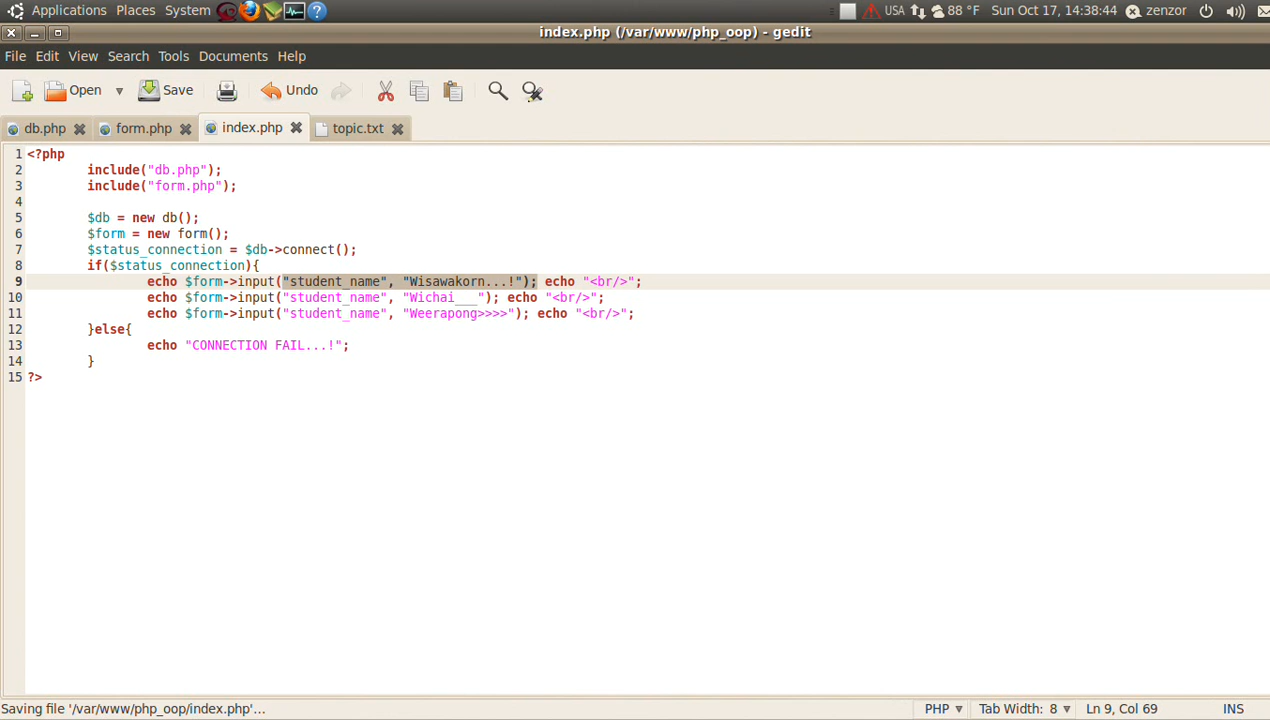 Applications Places System USA 88 °F Sun Oct 17, 14:38:44 zenzor
index.php (/var/www/php_oop) - gedit
File Edit View Search Tools Documents Help
Open Save Undo
db.php form.php index.php topic.txt
1 <?php
2 include("db.php");
3 include("form.php");
4
5 $db = new db();
6 $form = new form();
7 $status_connection = $db->connect();
8 if($status_connection){
9 echo $form->input("student_name", "Wisawakorn...!"); echo "<br/>";
10 echo $form->input("student_name", "Wichai___"); echo "<br/>";
11 echo $form->input("student_name", "Weerapong>>>>"); echo "<br/>";
12 }else{
13 echo "CONNECTION FAIL...!";
14 }
15 ?>
Saving file '/var/www/php_oop/index.php'... PHP Tab Width: 8 Ln 9, Col 69 INS